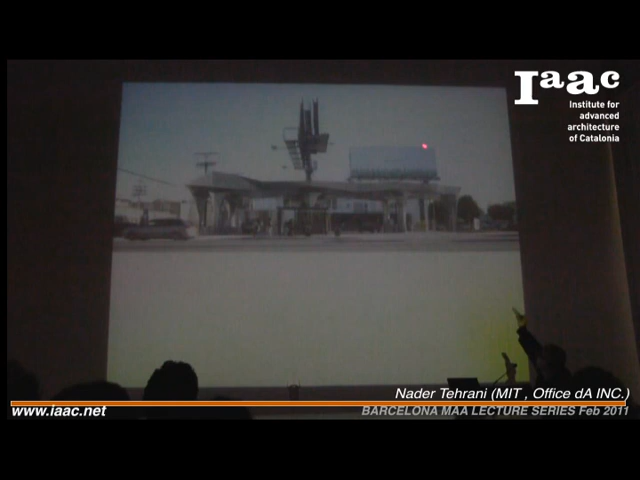 Iaac
Institute for
advanced
architecture
of Catalonia
Nader Tehrani (MIT , Office dA INC.)
www.iaac.net
BARCELONA MAA LECTURE SERIES Feb 2011